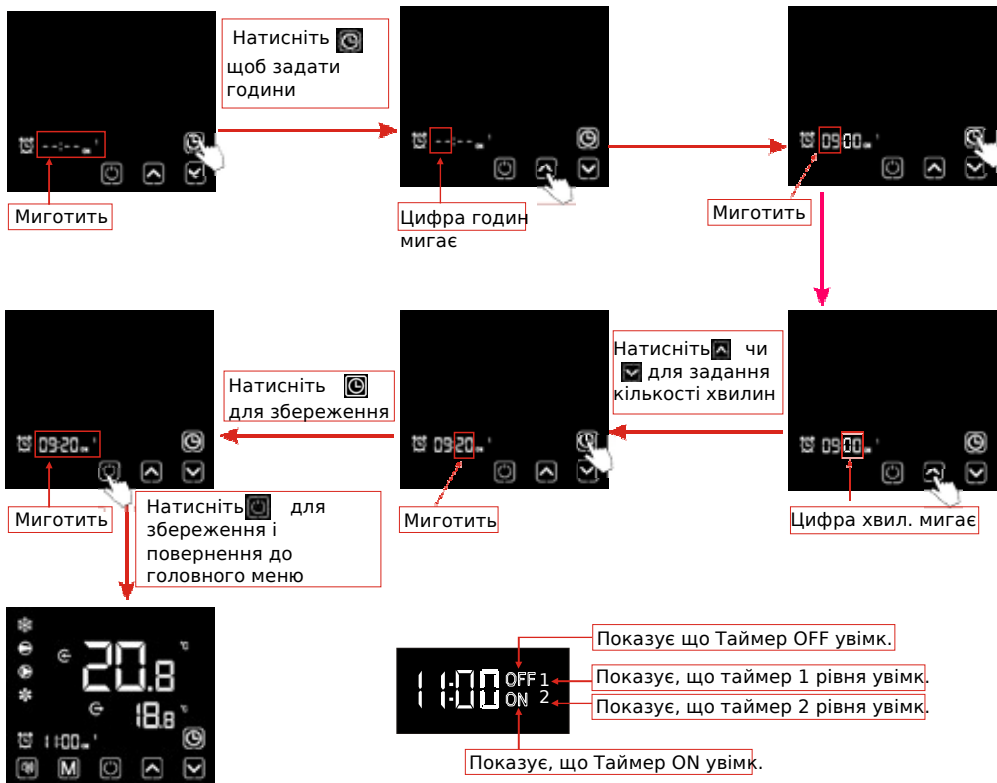 Натисніть
щоб задати
години
--:--
--:--
09:00
Миготить
Цифра годин
мигає
Миготить
Натисніть чи
для задання
кількості хвилин
Натисніть
для збереження
09:20
09:20
09:00
Миготить
Натисніть для
збереження і
повернення до
головного меню
Миготить
Цифра хвил. мигає
20.8 °C
18.8
11:00
M
11:00 OFF 1
ON 2
Показує що Таймер OFF увімк.
Показує, що таймер 1 рівня увімк.
Показує, що таймер 2 рівня увімк.
Показує, що Таймер ON увімк.